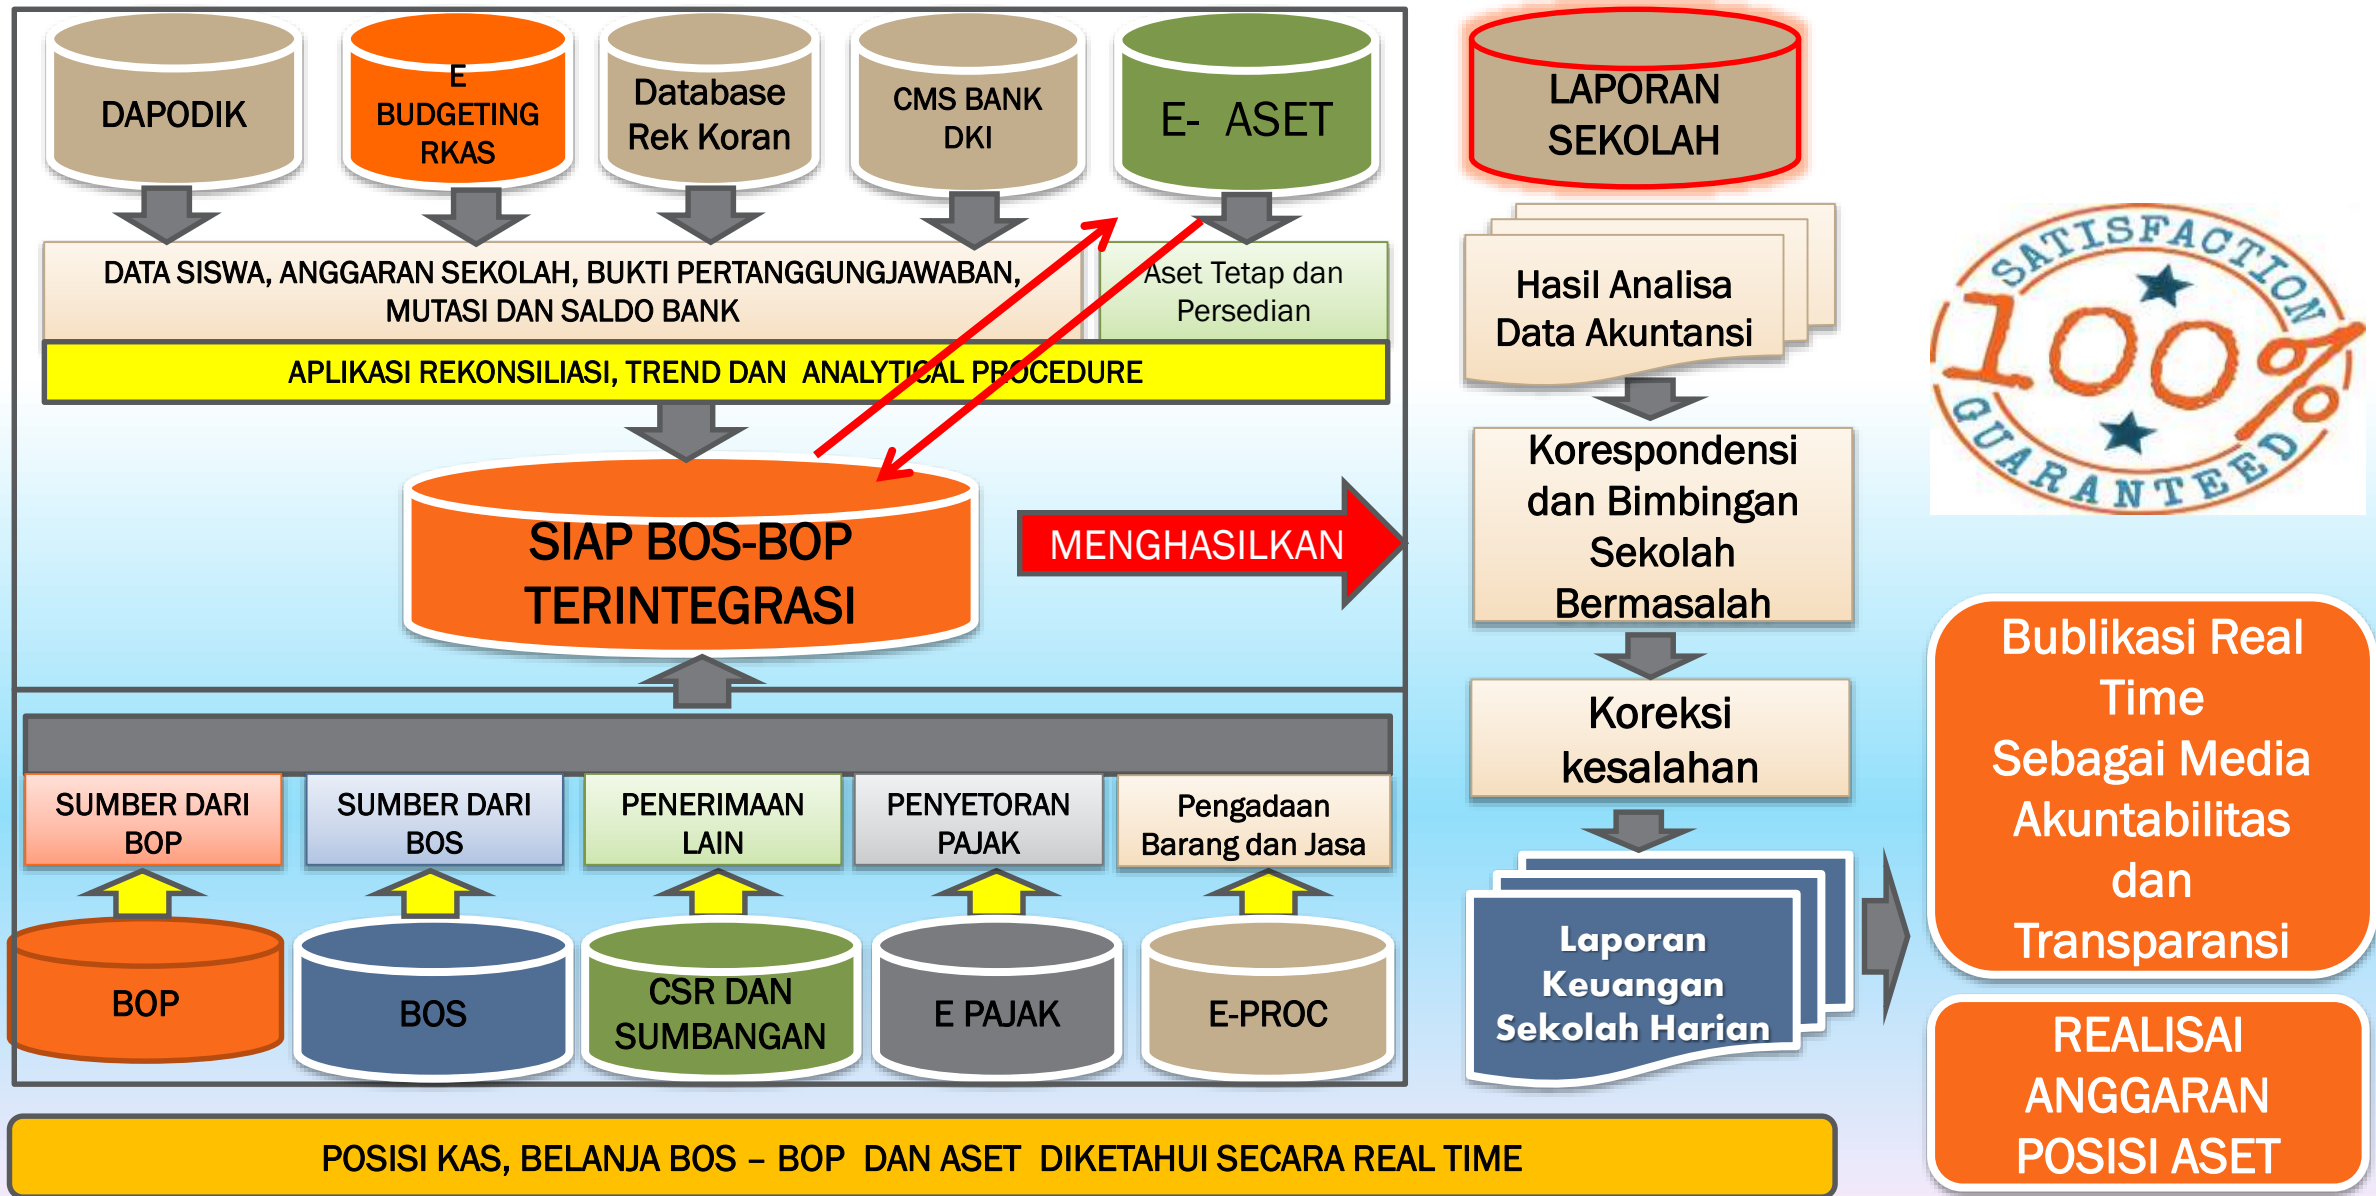 DAPODIK
E
BUDGETING
RKAS
Database
Rek Koran
CMS BANK
DKI
E- ASET
DATA SISWA, ANGGARAN SEKOLAH, BUKTI PERTANGGUNGJAWABAN,
MUTASI DAN SALDO BANK
Aset Tetap dan
Persedian
APLIKASI REKONSILIASI, TREND DAN ANALYTICAL PROCEDURE
SIAP BOS-BOP
TERINTEGRASI
MENGHASILKAN
SUMBER DARI
BOP
SUMBER DARI
BOS
PENERIMAAN
LAIN
PENYETORAN
PAJAK
Pengadaan
Barang dan Jasa
BOP
BOS
CSR DAN
SUMBANGAN
E PAJAK
E-PROC
LAPORAN
SEKOLAH
Hasil Analisa
Data Akuntansi
Korespondensi
dan Bimbingan
Sekolah
Bermasalah
Koreksi
kesalahan
Laporan
Keuangan
Sekolah Harian
SATISFACTION
100%
GUARANTEED
Bublikasi Real
Time
Sebagai Media
Akuntabilitas
dan
Transparansi
REALISAI
ANGGARAN
POSISI ASET
POSISI KAS, BELANJA BOS – BOP DAN ASET DIKETAHUI SECARA REAL TIME